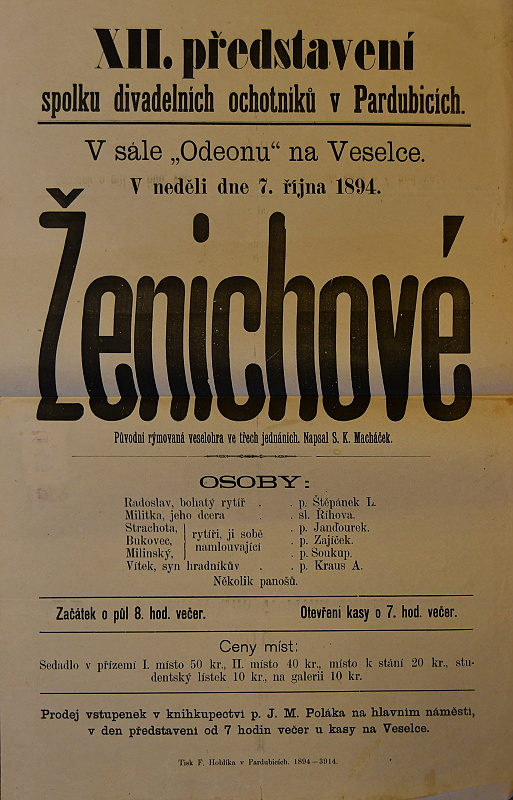 XII. představení
spolku divadelních ochotníků v Pardubicích.
V sále „Odeonu“ na Veselce.
V neděli dne 7. října 1894.
Ženichové
Původní rýmovaná veselohra ve třech jednáních. Napsal S. K. Macháček.
OSOBY:
Radoslav, bohatý rytíř . . p. Štěpánek L.
Militka, jeho dcera . . sl. Říhova.
Strachota, . p. Janďourek.
Bukovec, rytíři, ji sobě namlouvající . p. Zajíček.
Milinský, . p. Soukup.
Vítek, syn hradníkův . . p. Kraus A.
Několik panošů.
Začátek o půl 8. hod. večer. Otevření kasy o 7. hod. večer.
Ceny míst:
Sedadlo v přízemí I. místo 50 kr., II. místo 40 kr., místo k stání 20 kr., stu-
dentský lístek 10 kr., na galerii 10 kr.
Prodej vstupenek v knihkupectví p. J. M. Poláka na hlavním náměstí,
v den představení od 7 hodin večer u kasy na Veselce.
Tisk F. Hoblíka v Pardubicích. 1894—3914.